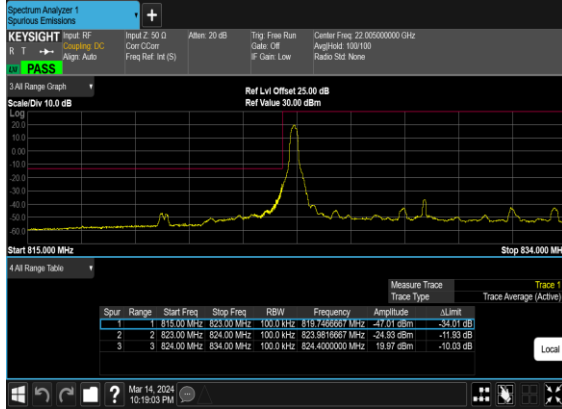 Spectrum Analyzer 1
Spurious Emissions
+
KEYSIGHT
R T
PASS
Input: RF
Coupling: DC
Align: Auto
Input Z: 50 Ω
Corr CCorr
Freq Ref: Int (S)
Atten: 20 dB
Trig: Free Run
Gate: Off
IF Gain: Low
Center Freq: 22.005000000 GHz
Avg|Hold: 100/100
Radio Std: None
3 All Range Graph
Scale/Div 10.0 dB
Ref Lvl Offset 25.00 dB
Ref Value 30.00 dBm
Log
20.0
10.0
0.00
-10.0
-20.0
-30.0
-40.0
-50.0
-60.0
Start 815.000 MHz
Stop 834.000 MH
4 All Range Table
Measure Trace Trace 1
Trace Type Trace Average (Active)
Spur Range Start Freq Stop Freq RBW Frequency Amplitude ΔLimit
1 1 815.00 MHz 823.00 MHz 100.0 kHz 819.7466667 MHz -47.01 dBm -34.01 dB
2 2 823.00 MHz 824.00 MHz 100.0 kHz 823.9816667 MHz -24.93 dBm -11.93 dB
3 3 824.00 MHz 834.00 MHz 100.0 kHz 824.4000000 MHz 19.97 dBm -10.03 dB
Local
?
Mar 14, 2024
10:19:03 PM